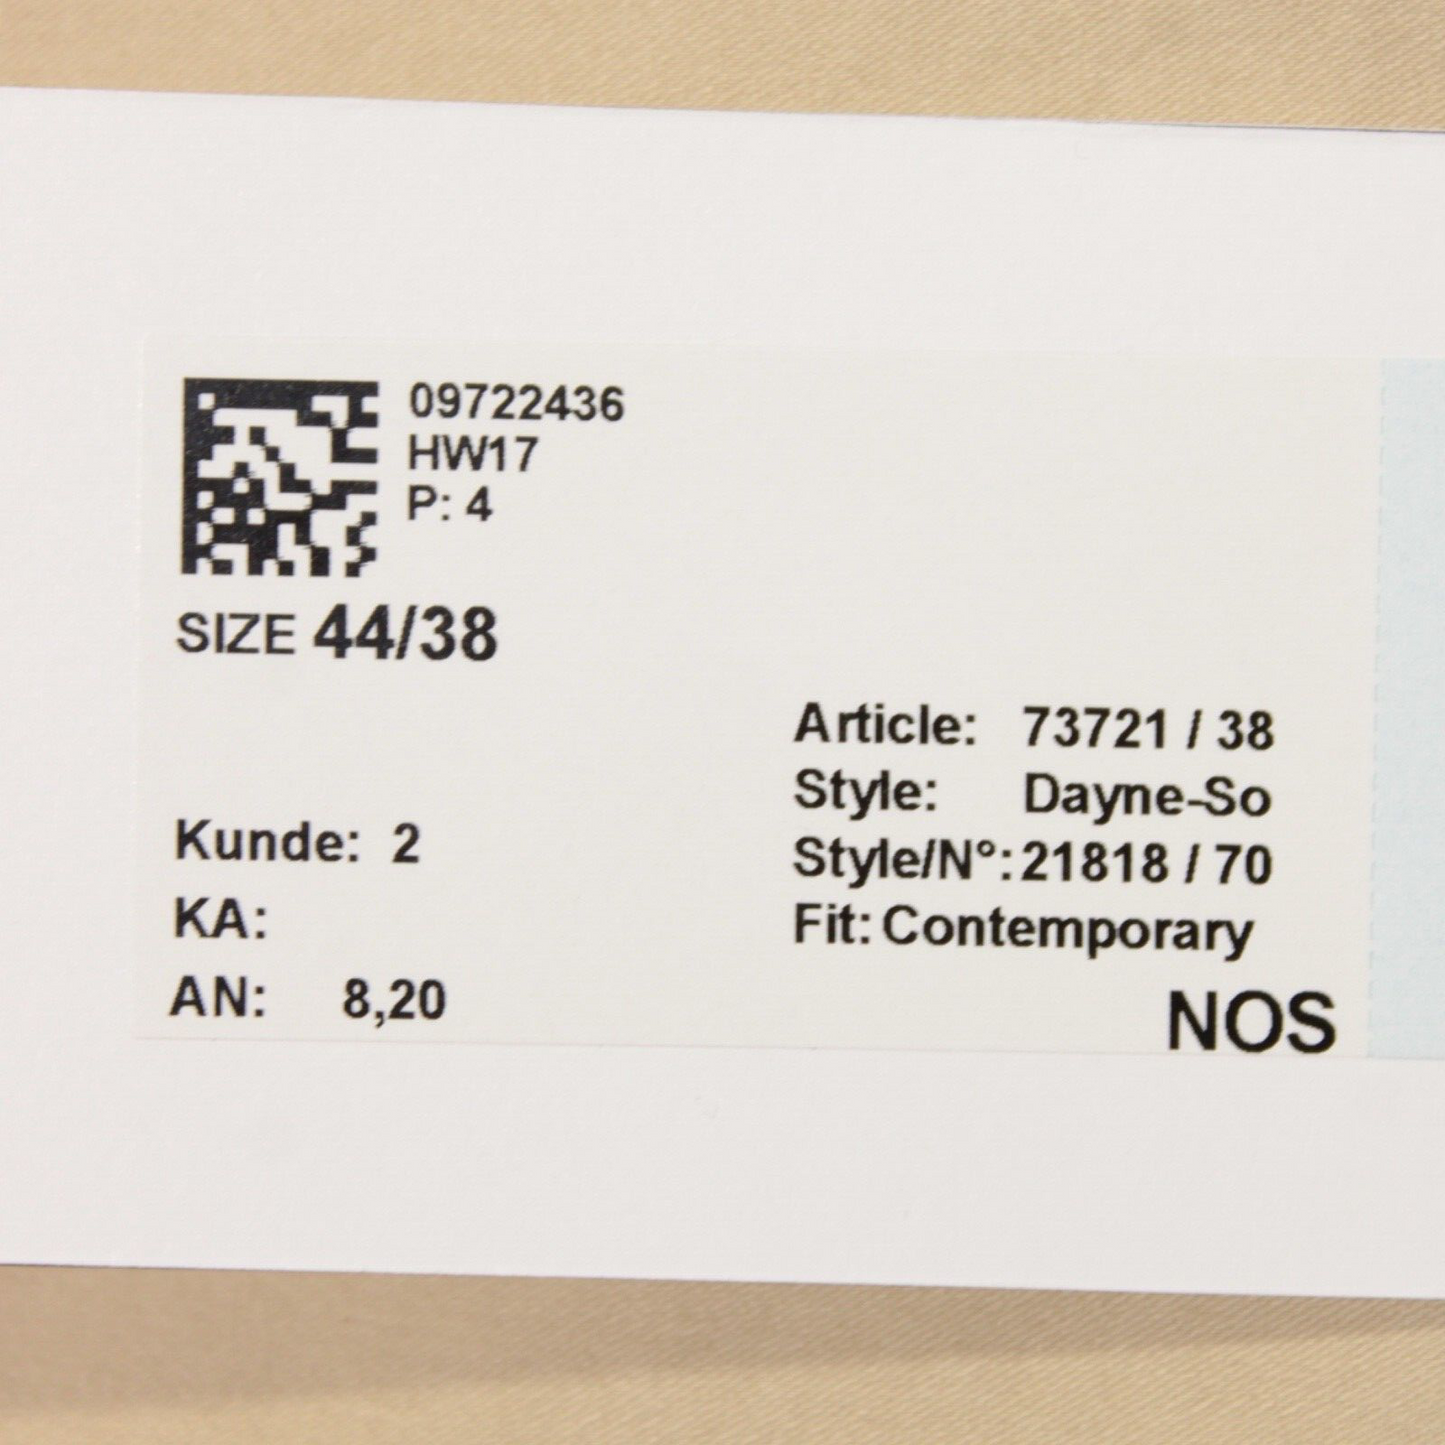 09722436
HW17
P: 4
SIZE 44/38
Article: 73721 / 38
Style: Dayne-So
Style/N°: 21818 / 70
Fit: Contemporary
Kunde: 2
KA:
AN: 8,20
NOS